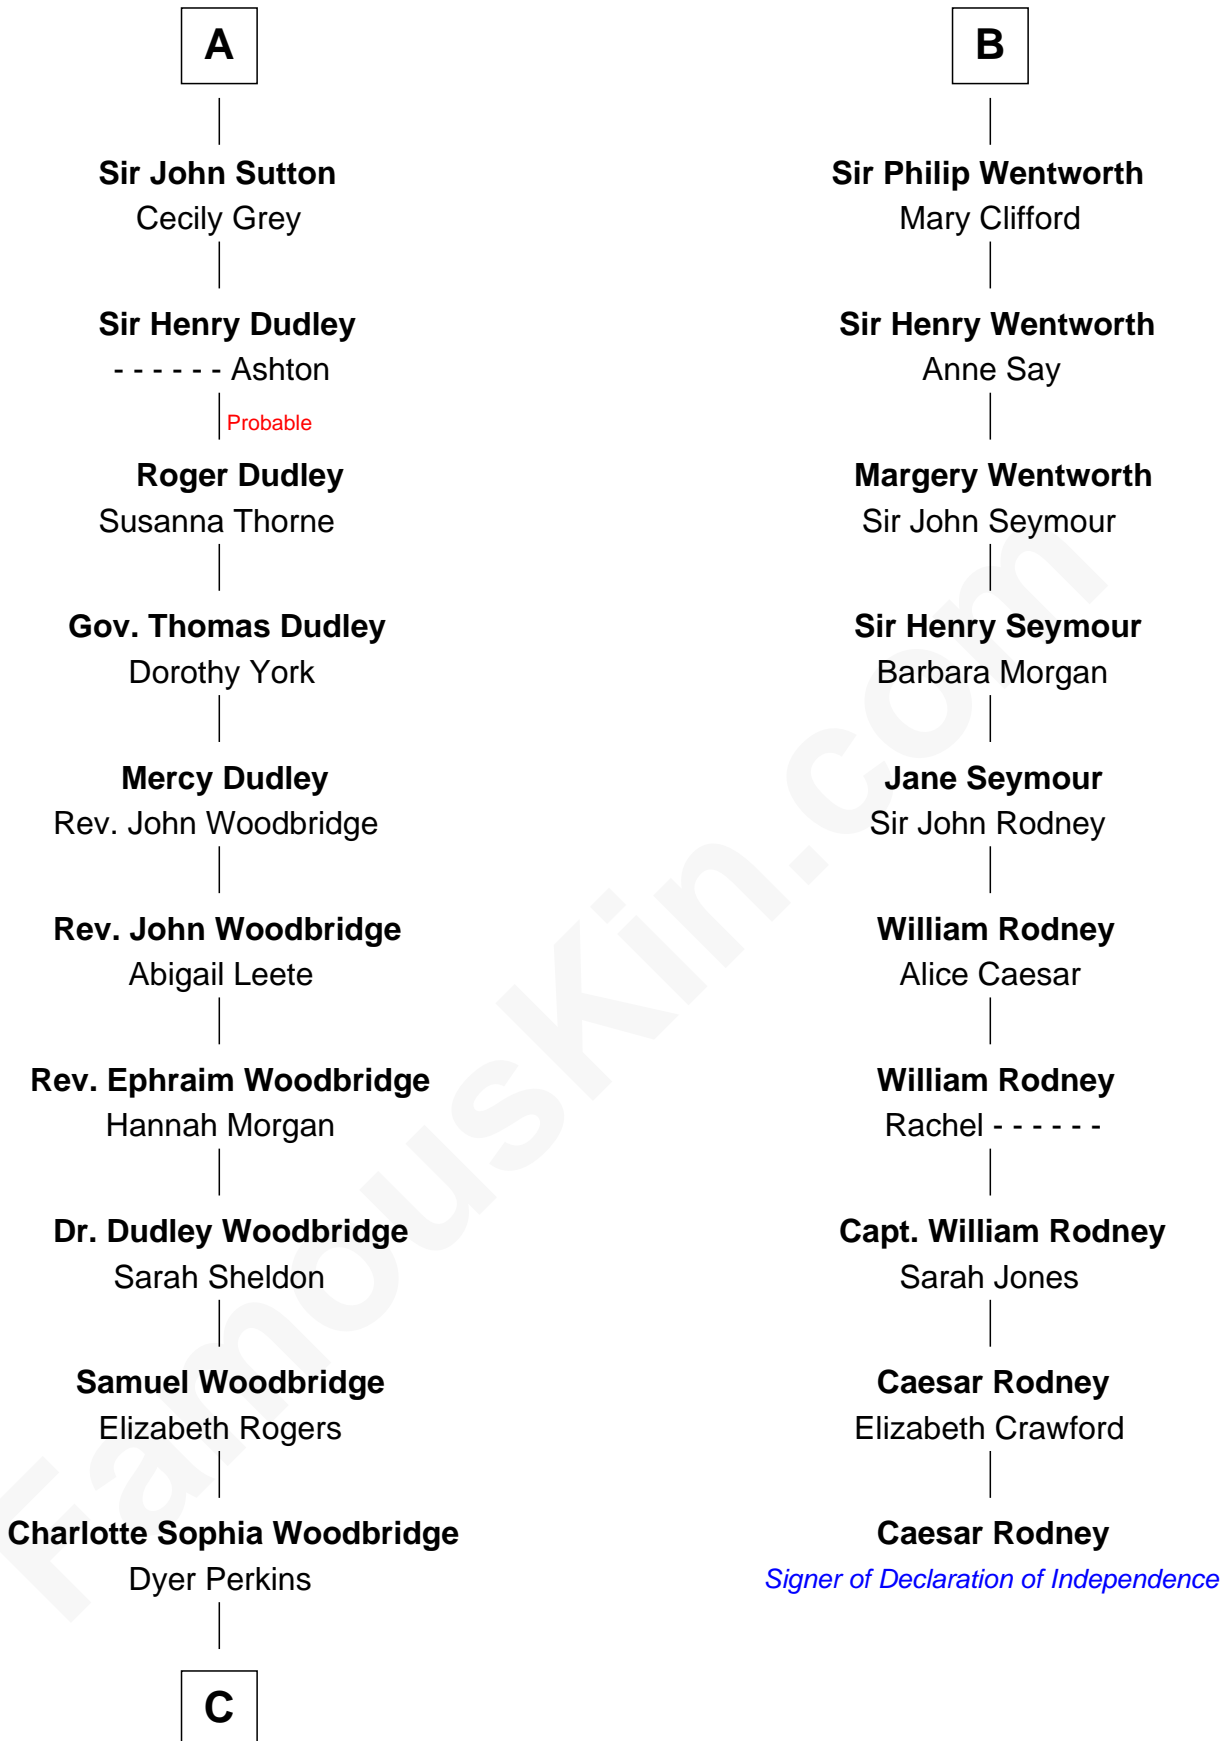 A
Sir John Sutton
Cecily Grey
Sir Henry Dudley
- - - - - - Ashton
Probable
Roger Dudley
Susanna Thorne
Gov. Thomas Dudley
Dorothy York
Mercy Dudley
Rev. John Woodbridge
Rev. John Woodbridge
Abigail Leete
Rev. Ephraim Woodbridge
Hannah Morgan
Dr. Dudley Woodbridge
Sarah Sheldon
Samuel Woodbridge
Elizabeth Rogers
Charlotte Sophia Woodbridge
Dyer Perkins
C
B
Sir Philip Wentworth
Mary Clifford
Sir Henry Wentworth
Anne Say
Margery Wentworth
Sir John Seymour
Sir Henry Seymour
Barbara Morgan
Jane Seymour
Sir John Rodney
William Rodney
Alice Caesar
William Rodney
Rachel - - - - - -
Capt. William Rodney
Sarah Jones
Caesar Rodney
Elizabeth Crawford
Caesar Rodney
Signer of Declaration of Independence
FamousKin.com